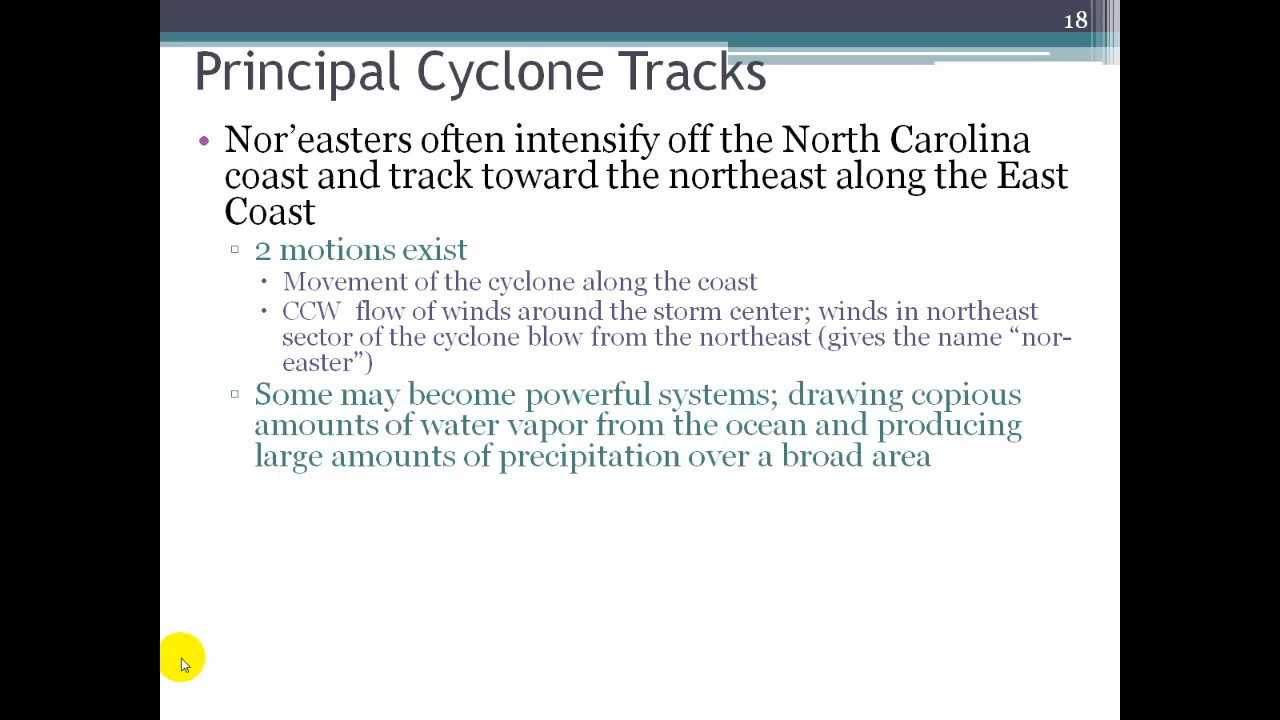 18
Principal Cyclone Tracks
• Nor’easters often intensify off the North Carolina
coast and track toward the northeast along the East
Coast
▫ 2 motions exist
• Movement of the cyclone along the coast
• CCW  flow of winds around the storm center; winds in northeast
sector of the cyclone blow from the northeast (gives the name “nor-
easter”)
▫ Some may become powerful systems; drawing copious
amounts of water vapor from the ocean and producing
large amounts of precipitation over a broad area